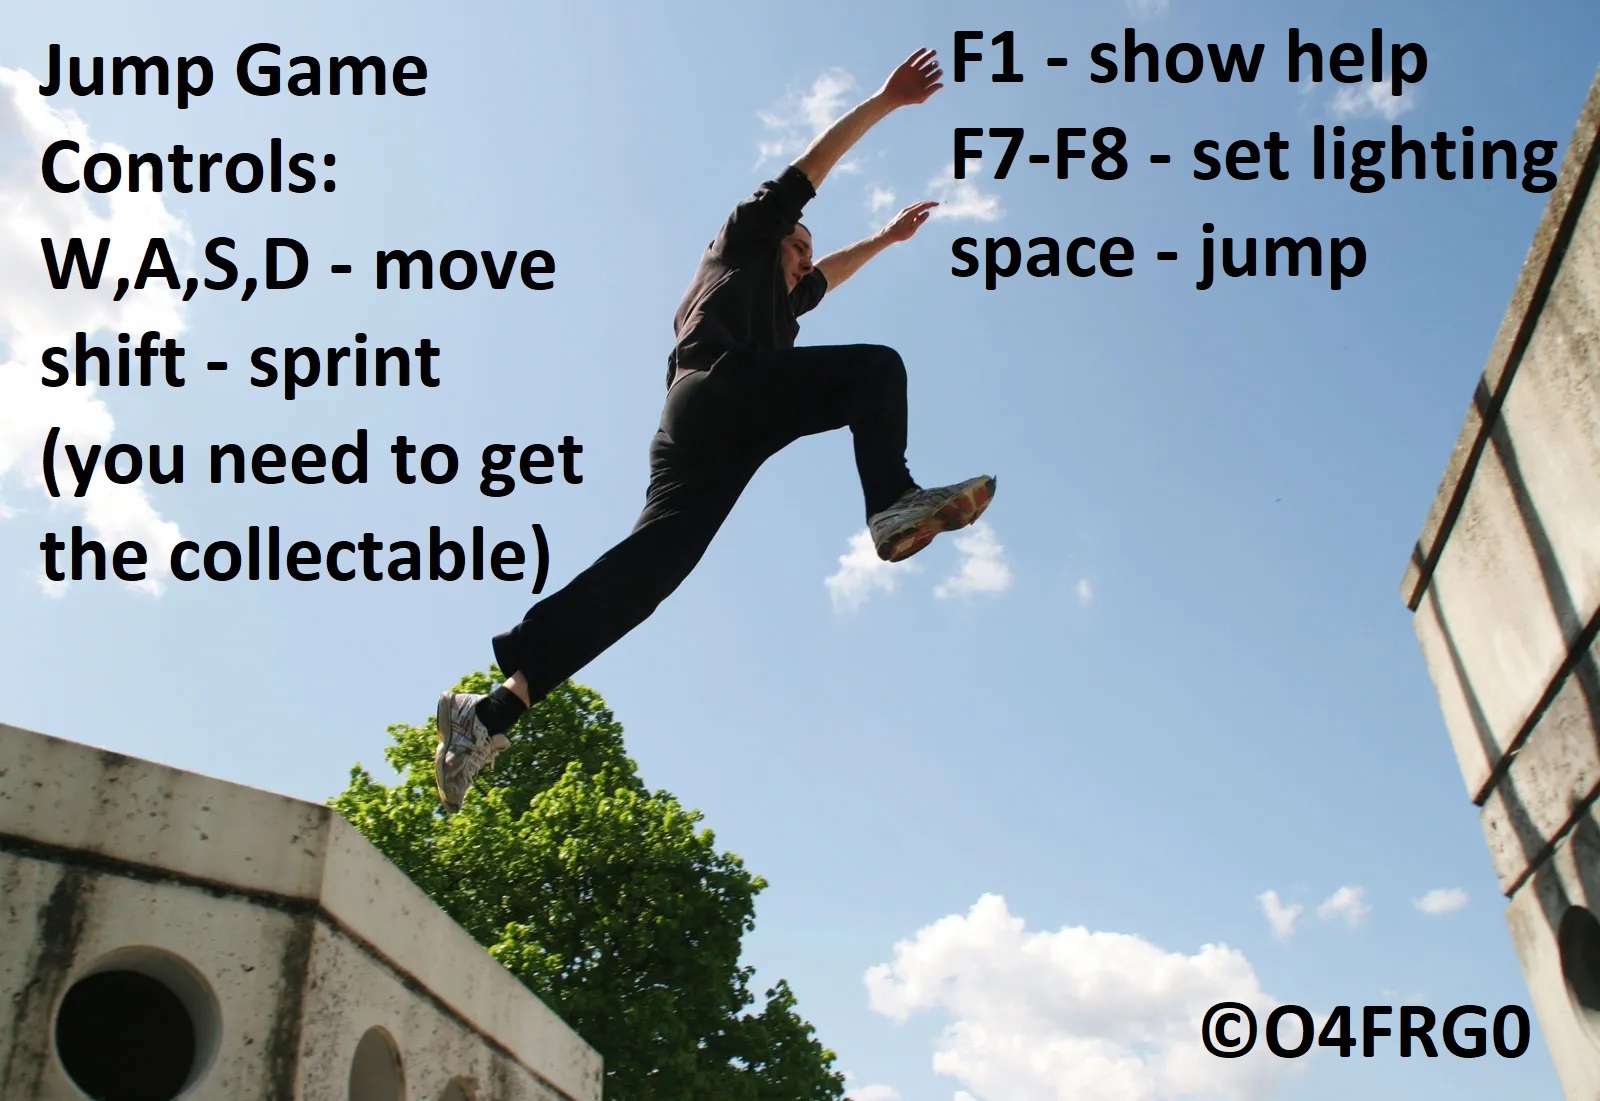 Jump Game
Controls:
W,A,S,D - move
shift - sprint
(you need to get
the collectable)
F1 - show help
F7-F8 - set lighting
space - jump
©O4FRG0